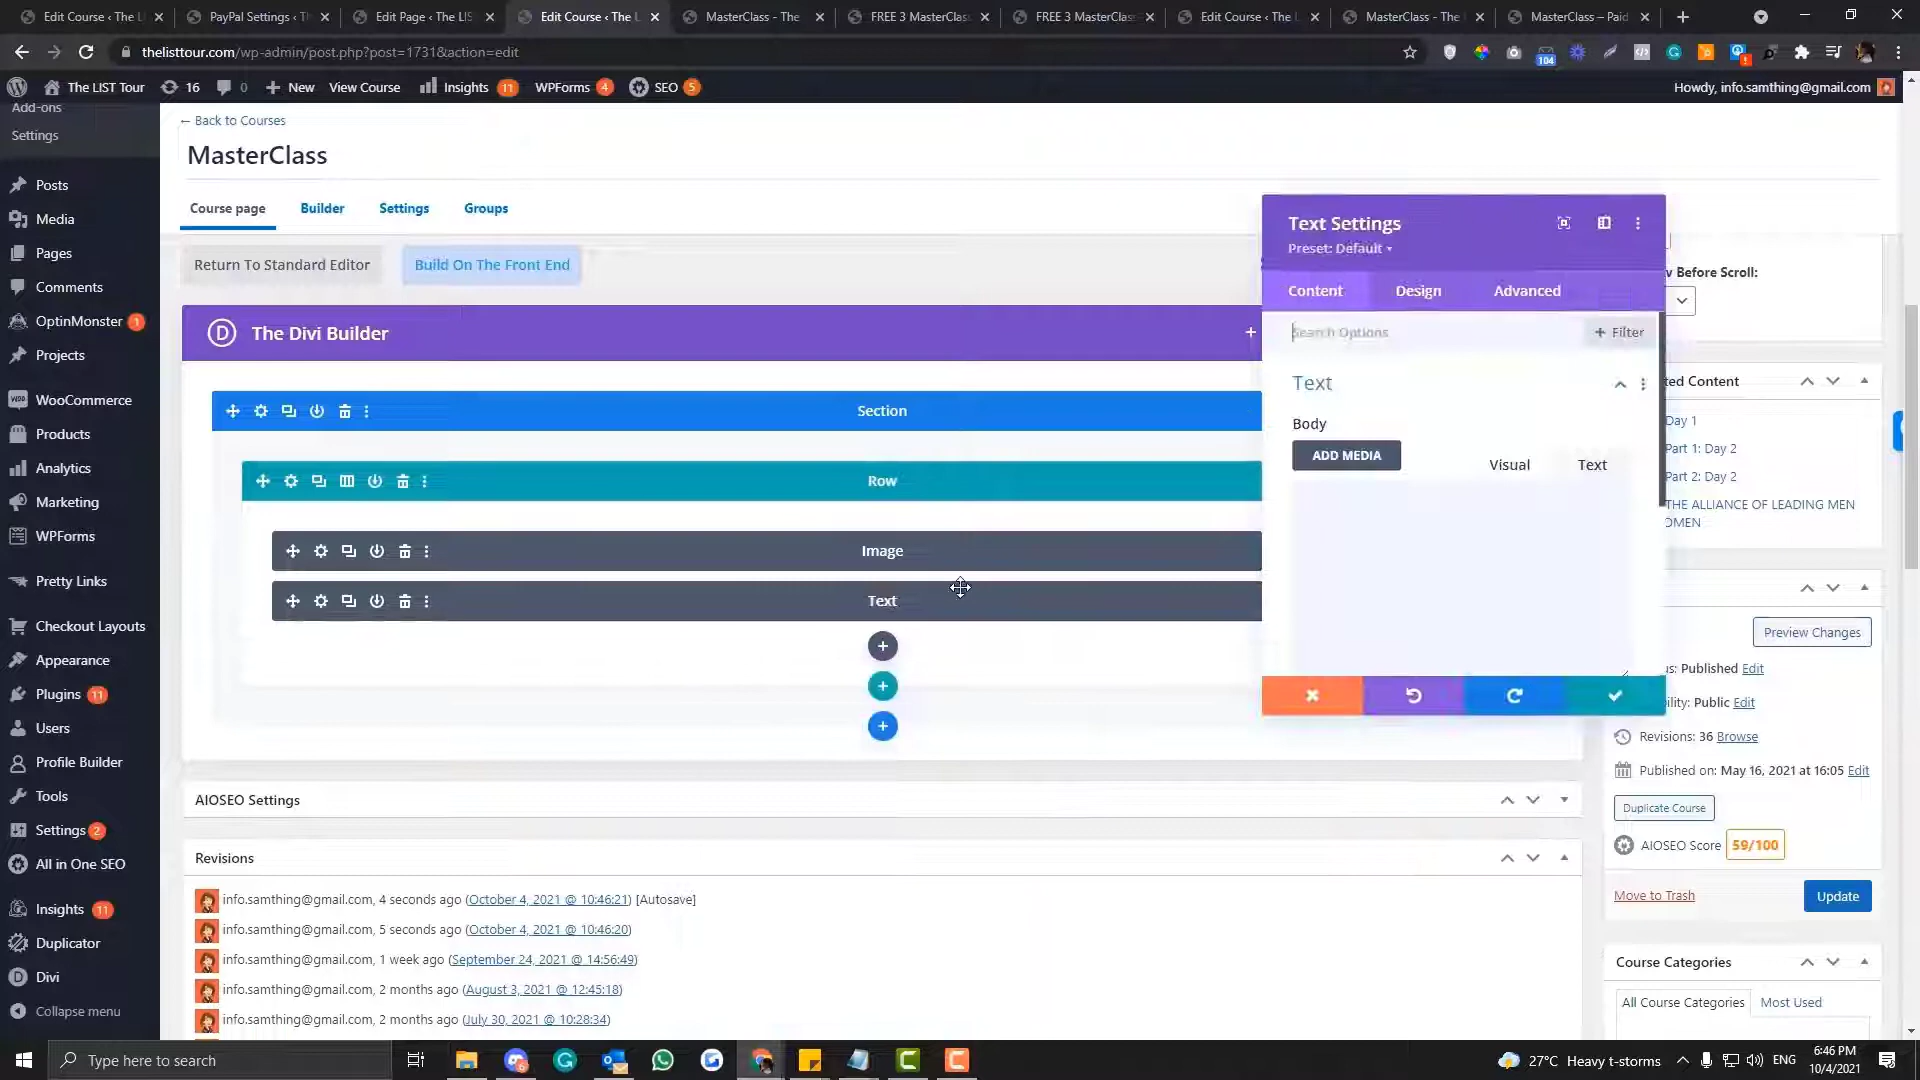 Edit Course ‹ The LI
PayPal Settings ‹ Th
Edit Page ‹ The LIS
Edit Course ‹ The L
MasterClass - The
FREE 3 MasterClass
FREE 3 MasterClass
Edit Course ‹ The L
MasterClass - The
MasterClass – Paid
thelisttour.com/wp-admin/post.php?post=1731&action=edit
104
The LIST Tour
16
0
New
View Course
Insights
11
WPForms
4
SEO
5
Howdy, info.samthing@gmail.com
Add-ons
Settings
Posts
Media
Pages
Comments
OptinMonster
1
Projects
WooCommerce
Products
Analytics
Marketing
WPForms
Pretty Links
Checkout Layouts
Appearance
Plugins
11
Users
Profile Builder
Tools
Settings
2
All in One SEO
Insights
11
Duplicator
Divi
Collapse menu
← Back to Courses
MasterClass
Course page
Builder
Settings
Groups
Return To Standard Editor
Build On The Front End
D
The Divi Builder
Section
Row
Image
Text
Text Settings
Preset: Default
Content
Design
Advanced
Search Options
Filter
Text
Body
ADD MEDIA
Visual
Text
v Before Scroll:
ted Content
Day 1
Part 1: Day 2
Part 2: Day 2
THE ALLIANCE OF LEADING MEN
OMEN
Preview Changes
us: Published Edit
ility: Public Edit
Revisions: 36 Browse
Published on: May 16, 2021 at 16:05 Edit
Duplicate Course
AIOSEO Score
59/100
Move to Trash
Update
AIOSEO Settings
Revisions
info.samthing@gmail.com, 4 seconds ago (October 4, 2021 @ 10:46:21) [Autosave]
info.samthing@gmail.com, 5 seconds ago (October 4, 2021 @ 10:46:20)
info.samthing@gmail.com, 1 week ago (September 24, 2021 @ 14:56:49)
info.samthing@gmail.com, 2 months ago (August 3, 2021 @ 12:45:18)
info.samthing@gmail.com, 2 months ago (July 30, 2021 @ 10:28:34)
Course Categories
All Course Categories
Most Used
Type here to search
27°C Heavy t-storms
ENG
6:46 PM
10/4/2021